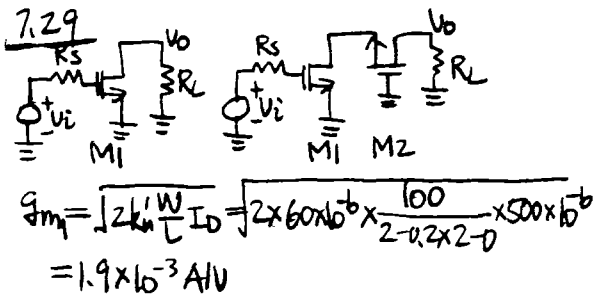 7.29
Rs Vo RL + Vi - M1
Rs Vo RL + Vi - M1 M2
gm1 = √(2kn' W/L ID) = √(2×60×10^-6 × 100/(2-0.2×2-0) ×500×10^-6)
= 1.9×10^-3 A/V